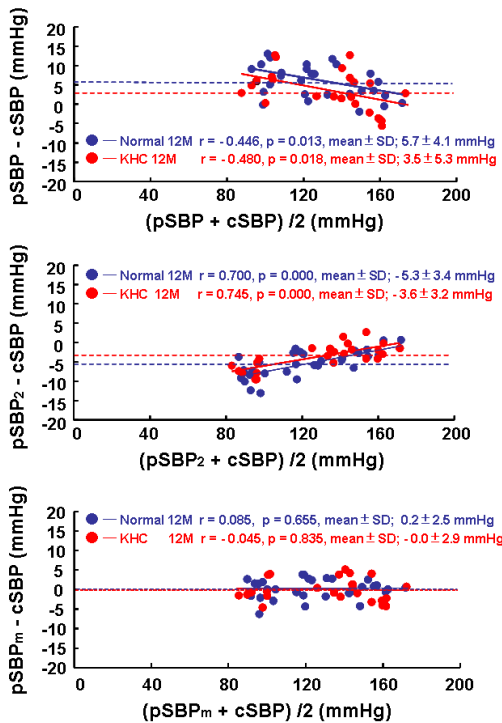 pSBP - cSBP (mmHg)
20
15
10
5
0
-5
-10
-15
-20
Normal 12M r = - 0.446, p = 0.013, mean ± SD; 5.7 ± 4.1 mmHg
KHC 12M r = - 0.480, p = 0.018, mean ± SD; 3.5 ± 5.3 mmHg
0 40 80 120 160 200
(pSBP + cSBP) /2 (mmHg)
pSBP₂ - cSBP (mmHg)
20
15
10
5
0
-5
-10
-15
-20
Normal 12M r = 0.700, p = 0.000, mean ± SD; - 5.3 ± 3.4 mmHg
KHC 12M r = 0.745, p = 0.000, mean ± SD; - 3.6 ± 3.2 mmHg
0 40 80 120 160 200
(pSBP₂ + cSBP) /2 (mmHg)
pSBPm - cSBP (mmHg)
20
15
10
5
0
-5
-10
-15
-20
Normal 12M r = 0.085, p = 0.655, mean ± SD; 0.2 ± 2.5 mmHg
KHC 12M r = - 0.045, p = 0.835, mean ± SD; - 0.0 ± 2.9 mmHg
0 40 80 120 160 200
(pSBPm + cSBP) /2 (mmHg)